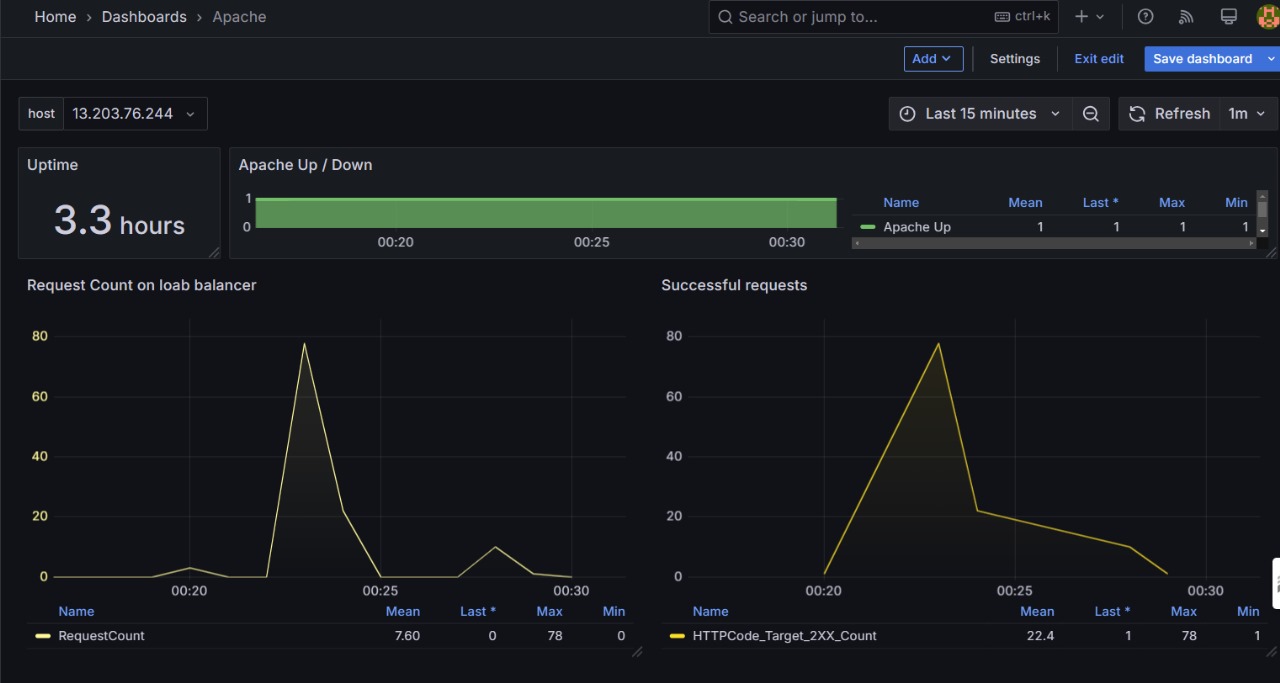 Home › Dashboards › Apache
Search or jump to... ctrl+k
Add Settings Exit edit Save dashboard
host 13.203.76.244 Last 15 minutes Refresh 1m
Uptime
3.3 hours
Apache Up / Down
1
0
00:20 00:25 00:30
Name Mean Last * Max Min
Apache Up 1 1 1 1
Request Count on loab balancer
80
60
40
20
0
00:20 00:25 00:30
Name Mean Last * Max Min
RequestCount 7.60 0 78 0
Successful requests
80
60
40
20
0
00:20 00:25 00:30
Name Mean Last * Max Min
HTTPCode_Target_2XX_Count 22.4 1 78 1